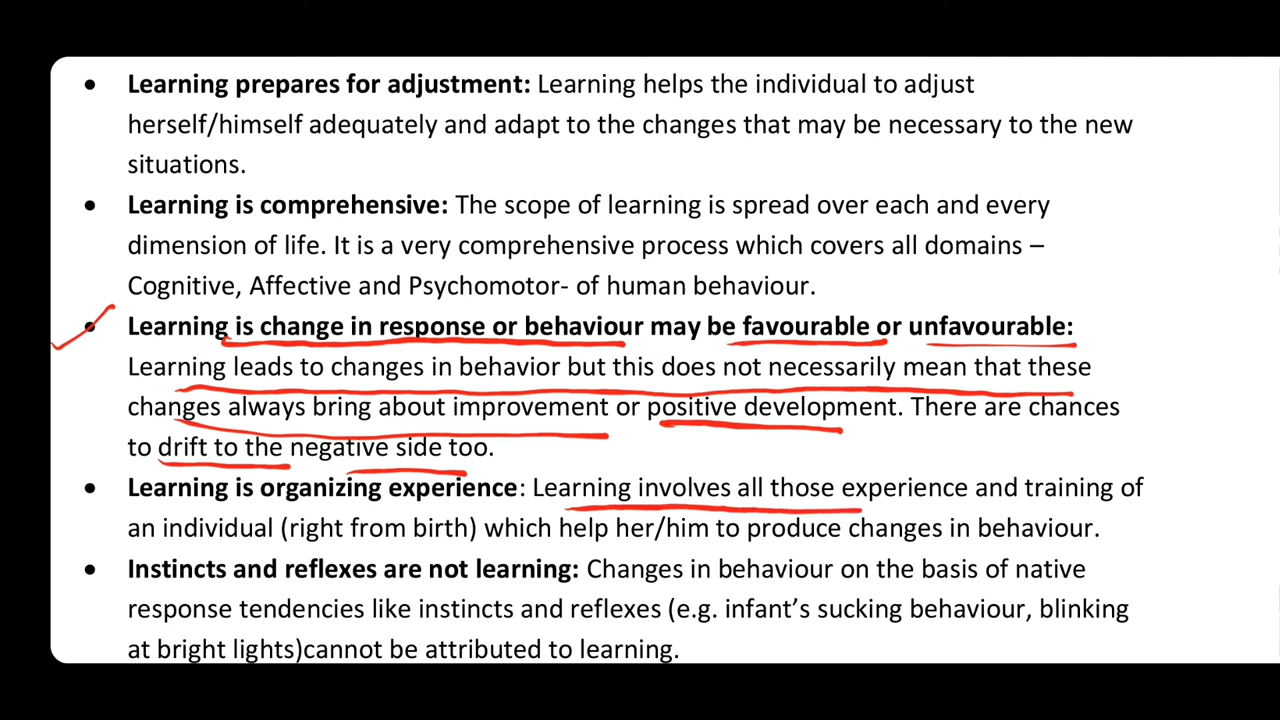 • Learning prepares for adjustment: Learning helps the individual to adjust
herself/himself adequately and adapt to the changes that may be necessary to the new
situations.
• Learning is comprehensive: The scope of learning is spread over each and every
dimension of life. It is a very comprehensive process which covers all domains –
Cognitive, Affective and Psychomotor- of human behaviour.
• Learning is change in response or behaviour may be favourable or unfavourable:
Learning leads to changes in behavior but this does not necessarily mean that these
changes always bring about improvement or positive development. There are chances
to drift to the negative side too.
• Learning is organizing experience: Learning involves all those experience and training of
an individual (right from birth) which help her/him to produce changes in behaviour.
• Instincts and reflexes are not learning: Changes in behaviour on the basis of native
response tendencies like instincts and reflexes (e.g. infant’s sucking behaviour, blinking
at bright lights)cannot be attributed to learning.